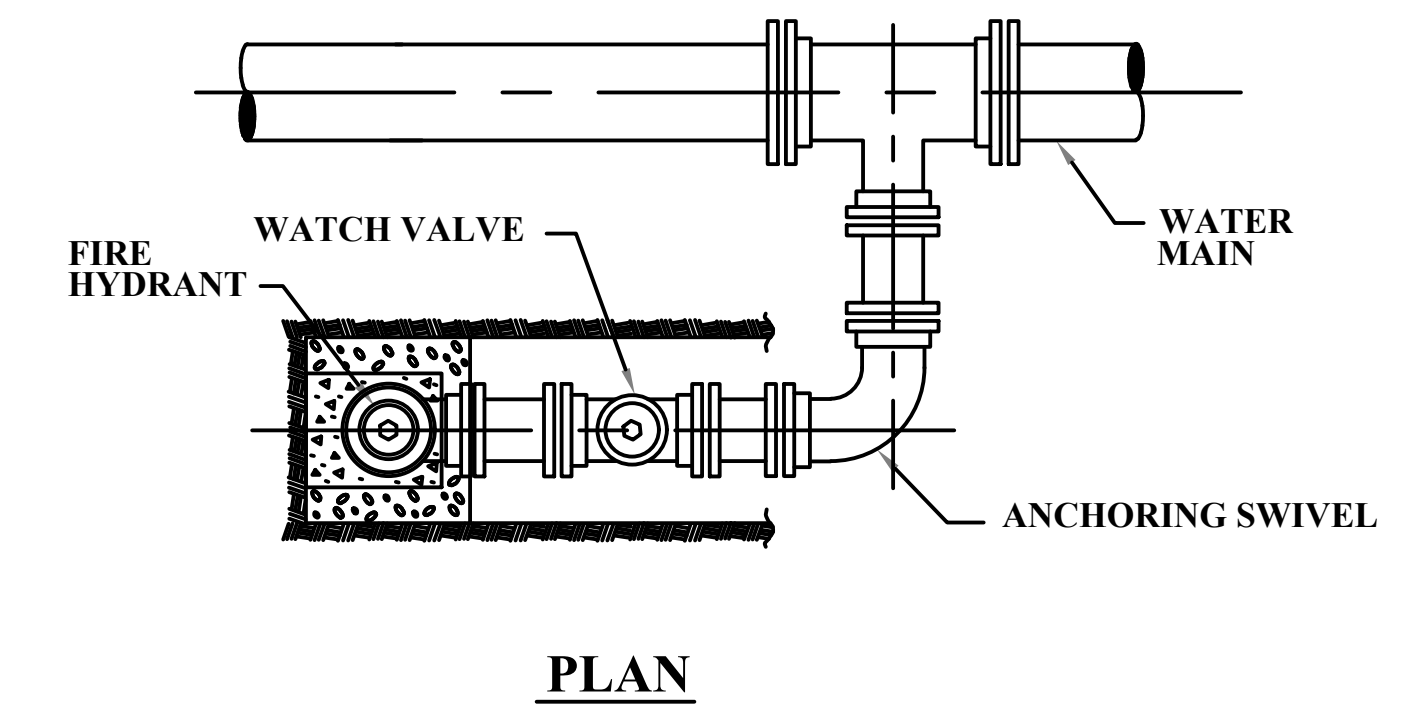 WATER
MAIN
WATCH VALVE
FIRE
HYDRANT
ANCHORING SWIVEL
PLAN